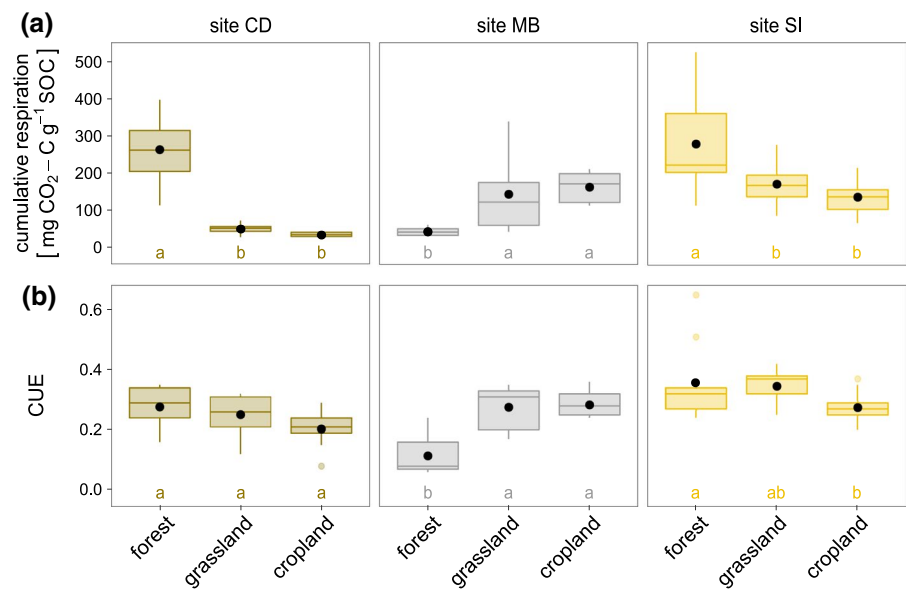 (a)
site CD
site MB
site SI
cumulative respiration
[ mg CO₂ – C g⁻¹ SOC ]
500
400
300
200
100
0
a
b
b
b
a
a
a
b
b
(b)
CUE
0.6
0.4
0.2
0.0
a
a
a
b
a
a
a
ab
b
forest
grassland
cropland
forest
grassland
cropland
forest
grassland
cropland